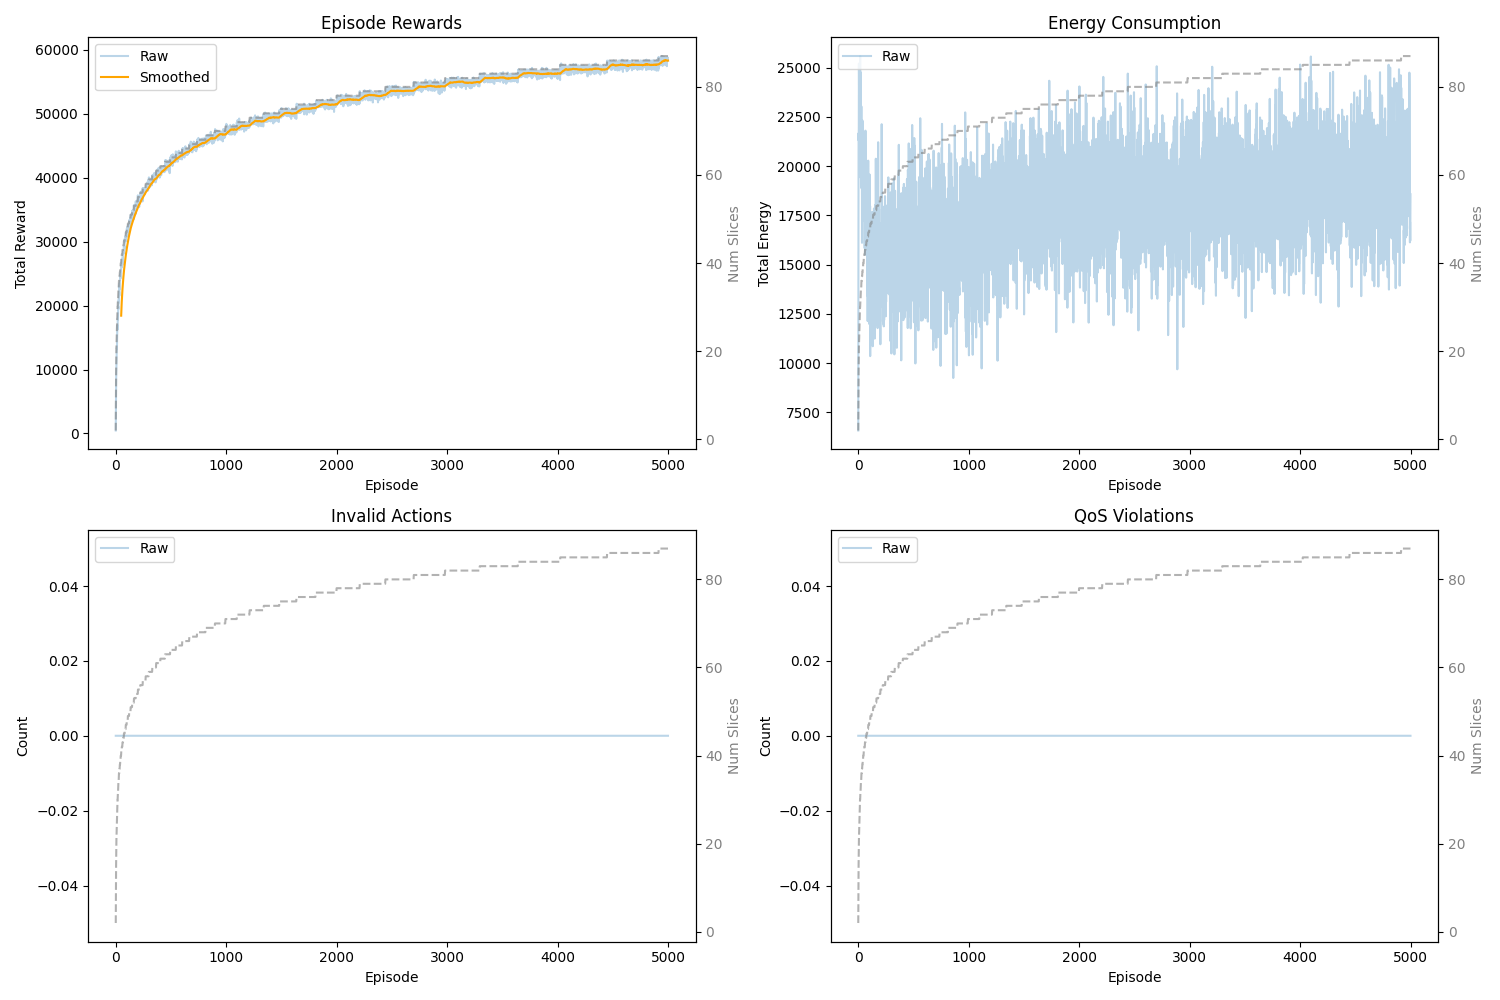 Episode Rewards
Raw
Smoothed
60000
50000
40000
30000
20000
10000
0
Total Reward
80
60
40
20
0
Num Slices
0 1000 2000 3000 4000 5000
Episode
Energy Consumption
Raw
25000
22500
20000
17500
15000
12500
10000
7500
Total Energy
80
60
40
20
0
Num Slices
0 1000 2000 3000 4000 5000
Episode
Invalid Actions
Raw
0.04
0.02
0.00
−0.02
−0.04
Count
80
60
40
20
0
Num Slices
0 1000 2000 3000 4000 5000
Episode
QoS Violations
Raw
0.04
0.02
0.00
−0.02
−0.04
Count
80
60
40
20
0
Num Slices
0 1000 2000 3000 4000 5000
Episode